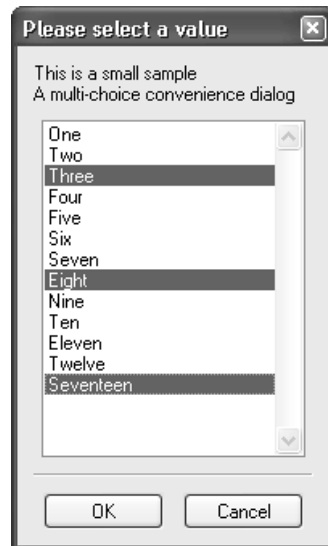 Please select a value
This is a small sample
A multi-choice convenience dialog
One
Two
Three
Four
Five
Six
Seven
Eight
Nine
Ten
Eleven
Twelve
Seventeen
OK Cancel